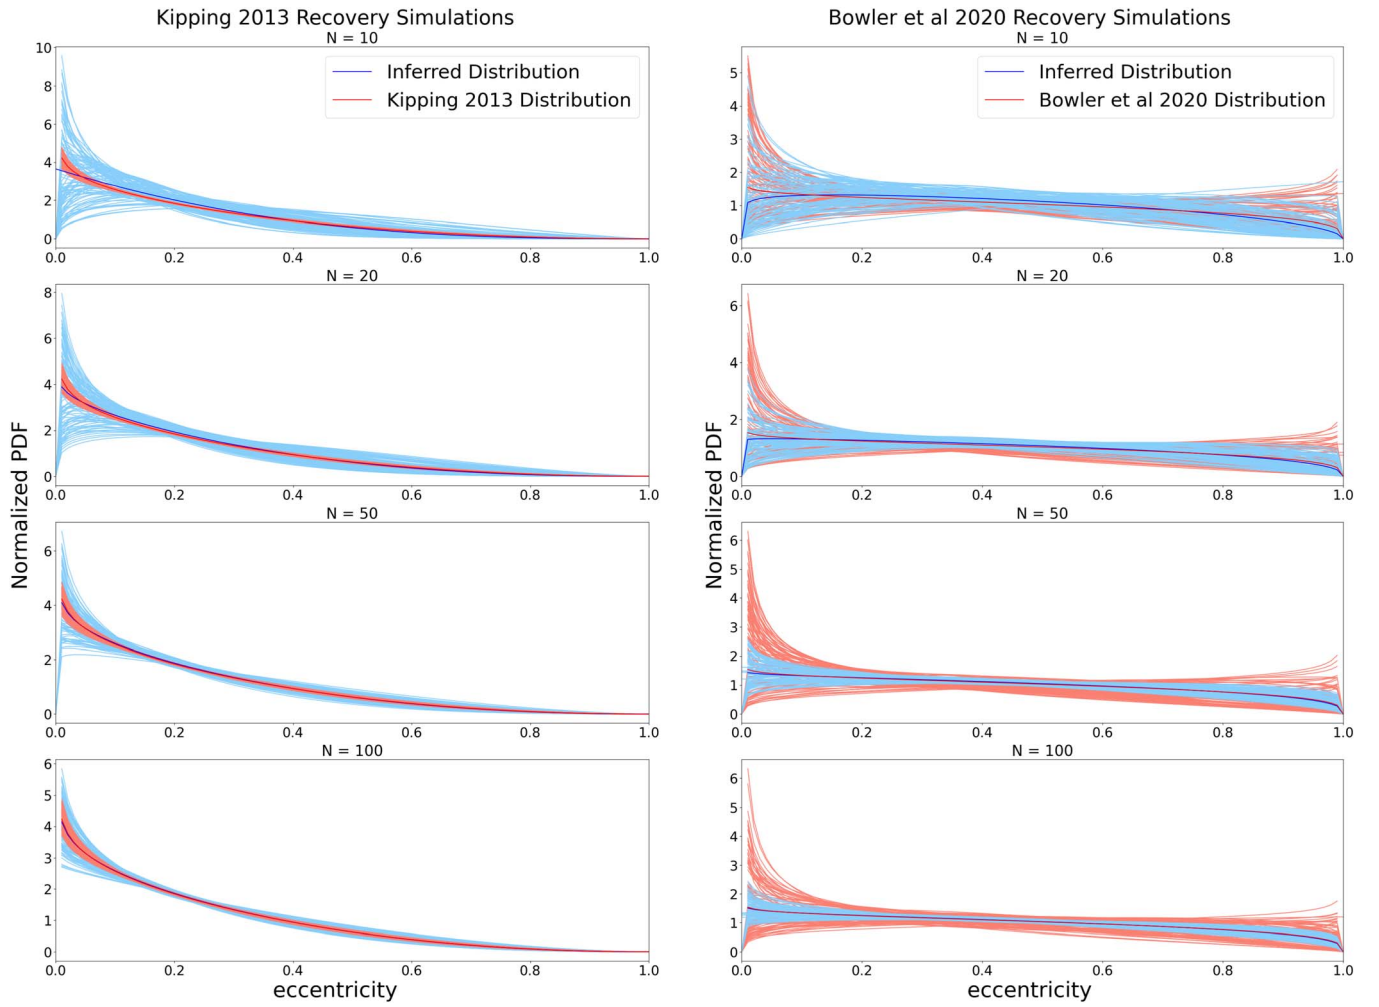 Kipping 2013 Recovery Simulations
N = 10
Inferred Distribution
Kipping 2013 Distribution
10
8
6
4
2
0
0.0 0.2 0.4 0.6 0.8 1.0
N = 20
8
6
4
2
0
0.0 0.2 0.4 0.6 0.8 1.0
Normalized PDF
N = 50
6
4
2
0
0.0 0.2 0.4 0.6 0.8 1.0
N = 100
6
5
4
3
2
1
0
0.0 0.2 0.4 0.6 0.8 1.0
eccentricity
Bowler et al 2020 Recovery Simulations
N = 10
Inferred Distribution
Bowler et al 2020 Distribution
5
4
3
2
1
0
0.0 0.2 0.4 0.6 0.8 1.0
N = 20
6
4
2
0
0.0 0.2 0.4 0.6 0.8 1.0
Normalized PDF
N = 50
6
5
4
3
2
1
0
0.0 0.2 0.4 0.6 0.8 1.0
N = 100
6
5
4
3
2
1
0
0.0 0.2 0.4 0.6 0.8 1.0
eccentricity